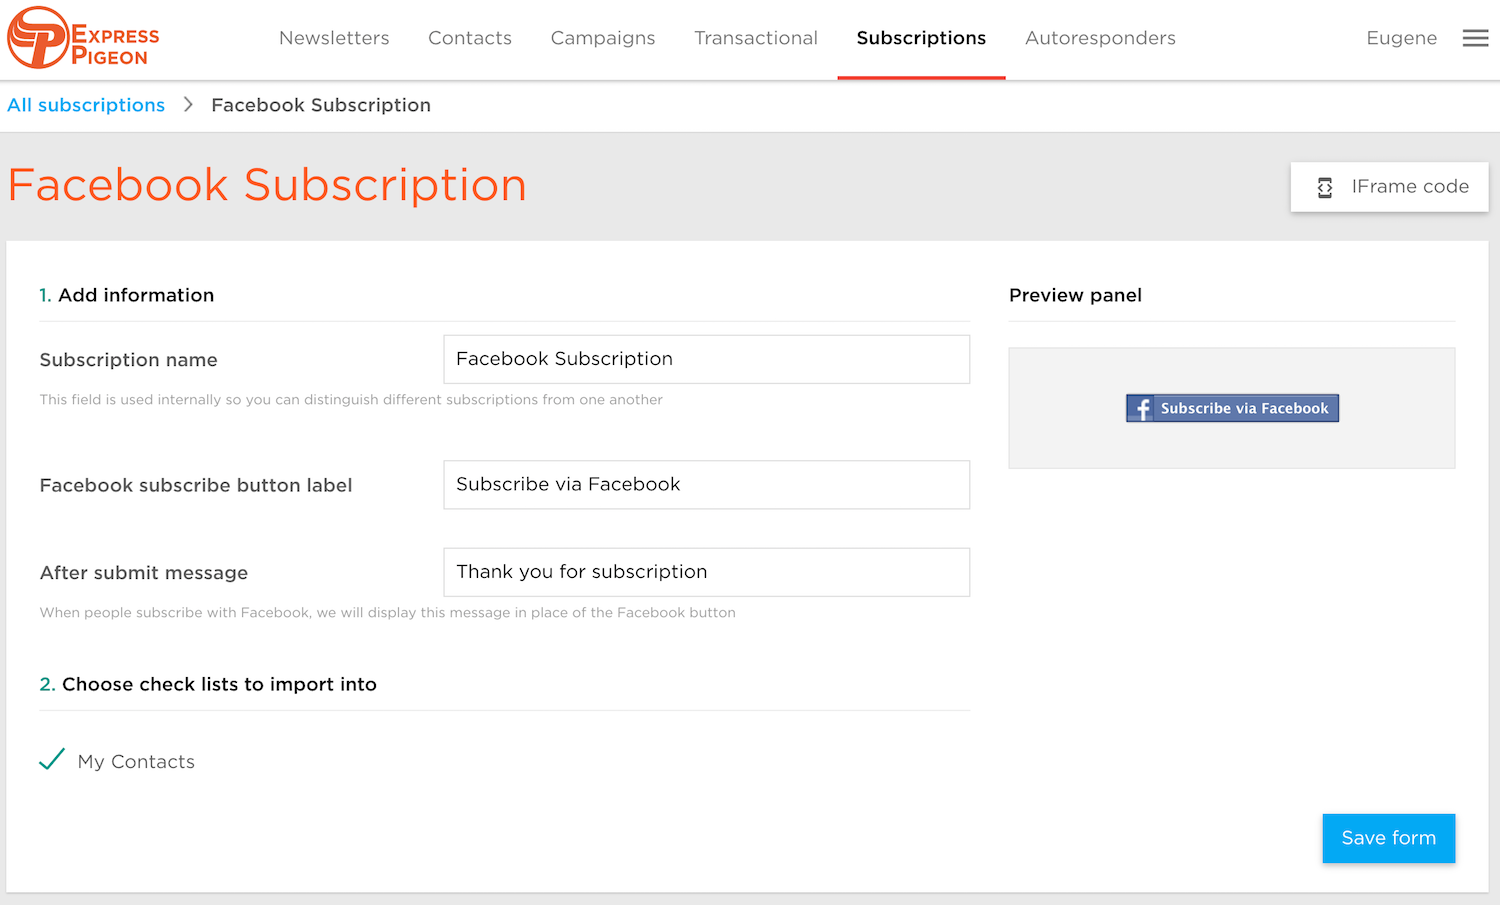 EXPRESS
PIGEON
Newsletters Contacts Campaigns Transactional Subscriptions Autoresponders Eugene
All subscriptions > Facebook Subscription
Facebook Subscription
IFrame code
1. Add information
Preview panel
Subscription name
Facebook Subscription
This field is used internally so you can distinguish different subscriptions from one another
f Subscribe via Facebook
Facebook subscribe button label
Subscribe via Facebook
After submit message
Thank you for subscription
When people subscribe with Facebook, we will display this message in place of the Facebook button
2. Choose check lists to import into
My Contacts
Save form